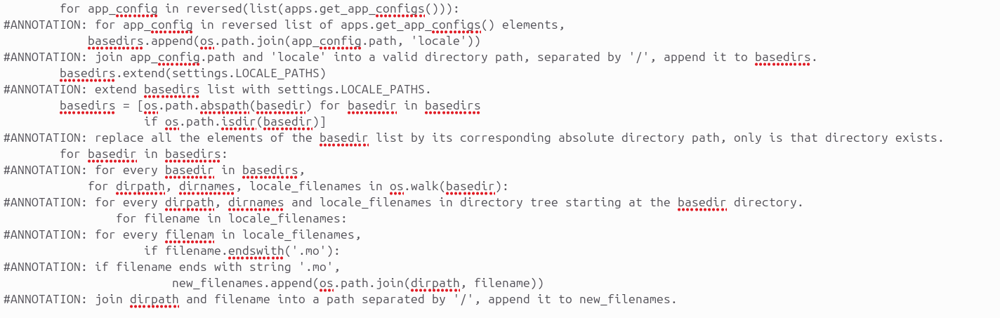 for app_config in reversed(list(apps.get_app_configs())):
#ANNOTATION: for app_config in reversed list of apps.get_app_configs() elements,
            basedirs.append(os.path.join(app_config.path, 'locale'))
#ANNOTATION: join app_config.path and 'locale' into a valid directory path, separated by '/', append it to basedirs.
        basedirs.extend(settings.LOCALE_PATHS)
#ANNOTATION: extend basedirs list with settings.LOCALE_PATHS.
        basedirs = [os.path.abspath(basedir) for basedir in basedirs
                    if os.path.isdir(basedir)]
#ANNOTATION: replace all the elements of the basedir list by its corresponding absolute directory path, only is that directory exists.
        for basedir in basedirs:
#ANNOTATION: for every basedir in basedirs,
            for dirpath, dirnames, locale_filenames in os.walk(basedir):
#ANNOTATION: for every dirpath, dirnames and locale_filenames in directory tree starting at the basedir directory.
                for filename in locale_filenames:
#ANNOTATION: for every filenam in locale_filenames,
                    if filename.endswith('.mo'):
#ANNOTATION: if filename ends with string '.mo',
                        new_filenames.append(os.path.join(dirpath, filename))
#ANNOTATION: join dirpath and filename into a path separated by '/', append it to new_filenames.